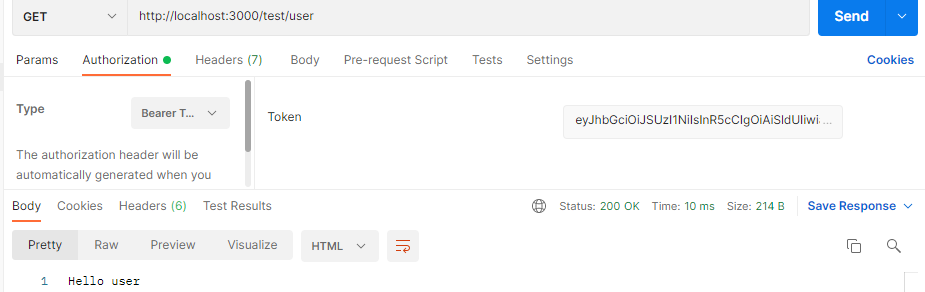 GET http://localhost:3000/test/user Send
Params Authorization Headers (7) Body Pre-request Script Tests Settings Cookies
Type Bearer T...
Token eyJhbGciOiJSUzI1NiIsInR5cCIgOiAiSldUIiwi...
The authorization header will be
automatically generated when you
Body Cookies Headers (6) Test Results Status: 200 OK Time: 10 ms Size: 214 B Save Response
Pretty Raw Preview Visualize HTML
1 Hello user